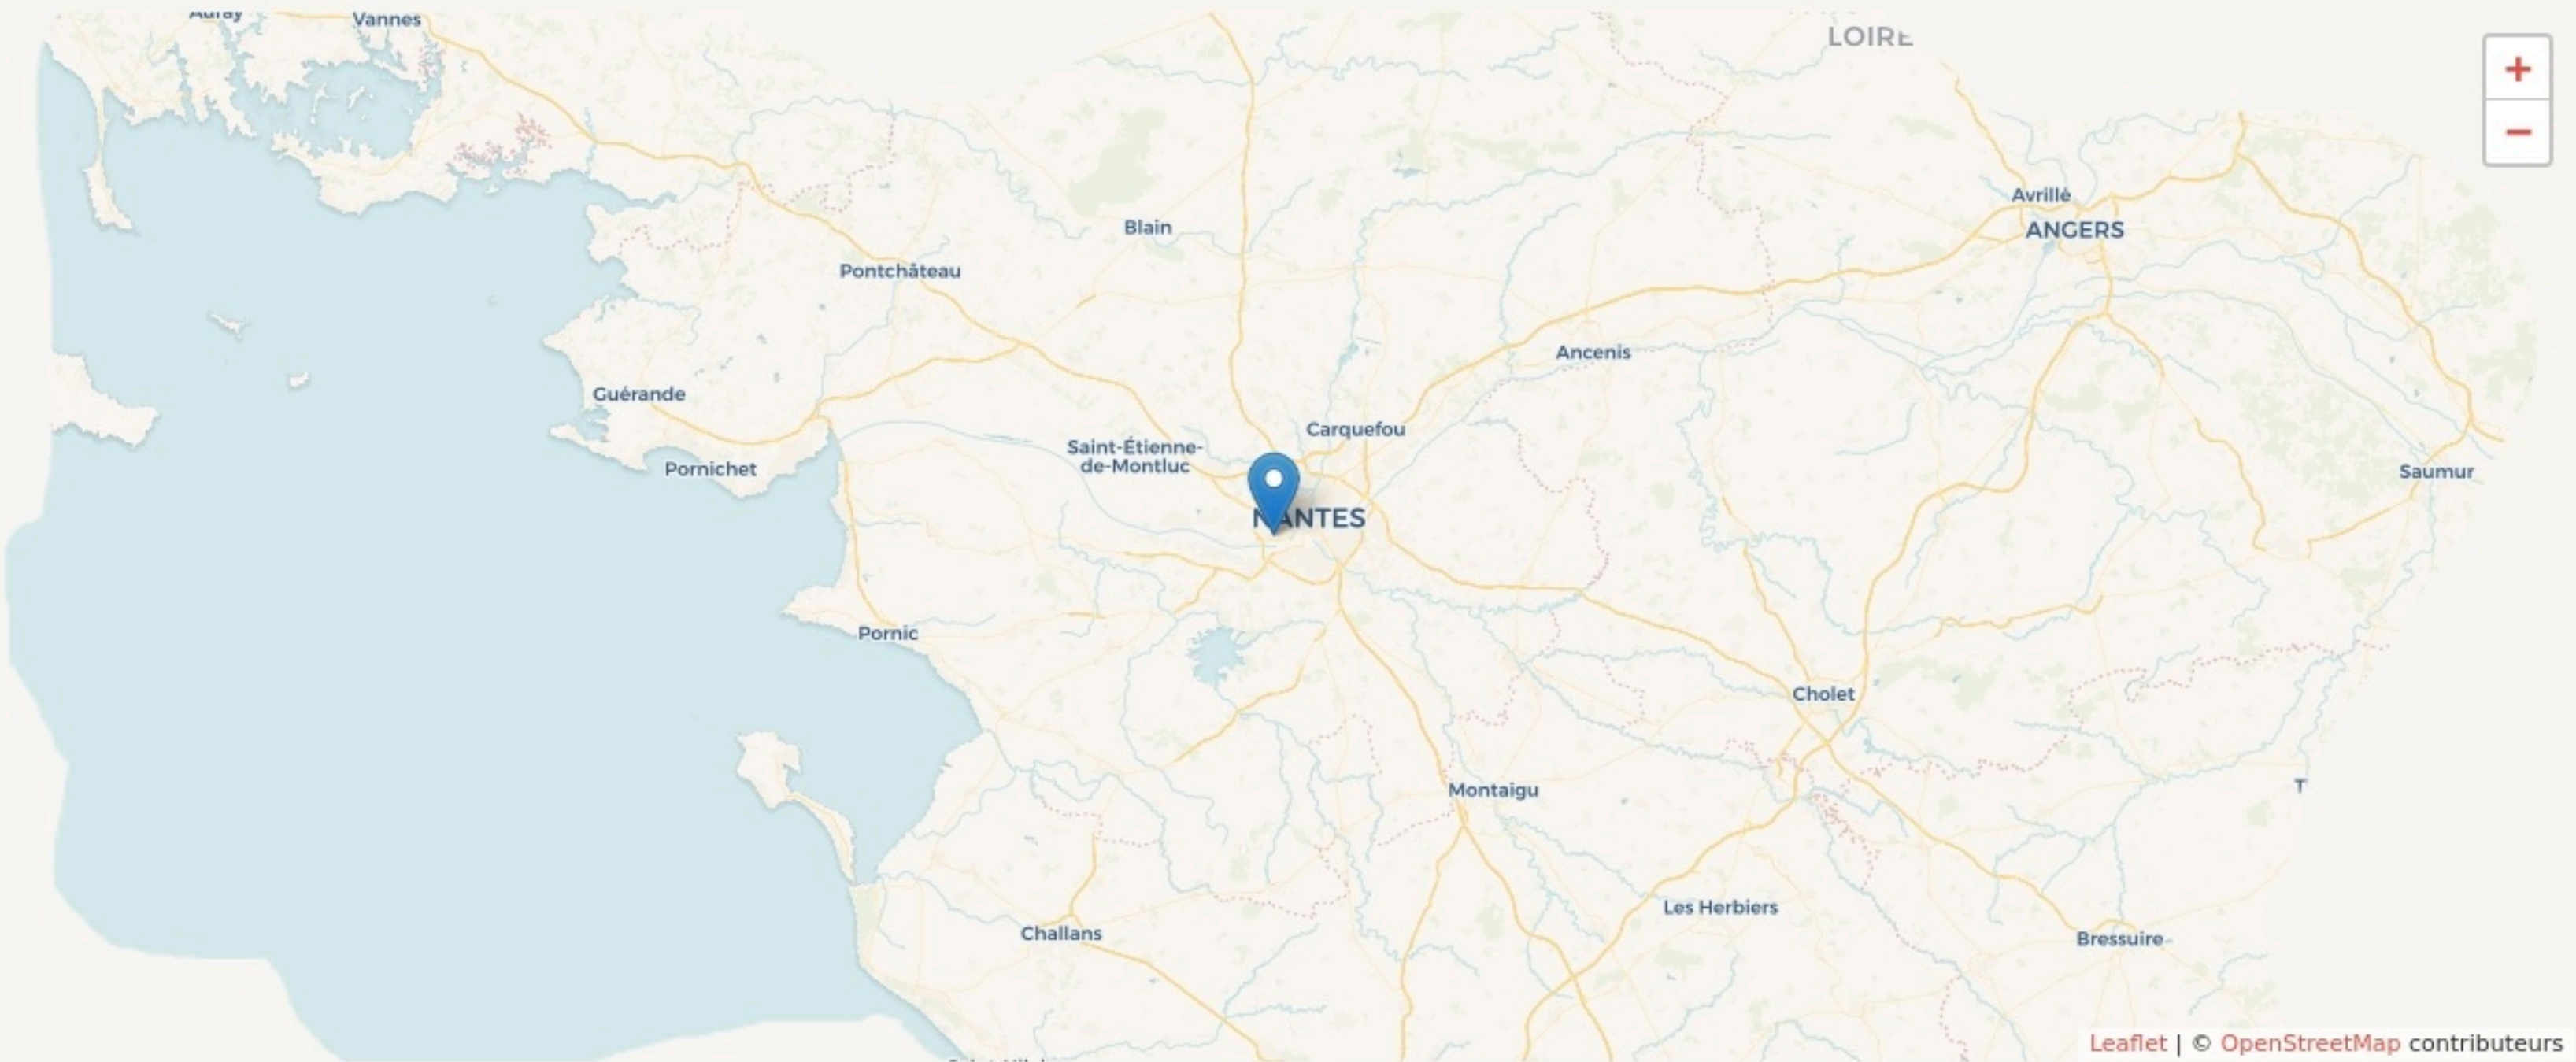 Auray
Vannes
LOIRE
+
−
Avrillé
ANGERS
Blain
Pontchâteau
Ancenis
Guérande
Carquefou
Saint-Étienne-
de-Montluc
Pornichet
Saumur
NANTES
Pornic
Cholet
Montaigu
T
Les Herbiers
Challans
Bressuire
Leaflet | © OpenStreetMap contributeurs